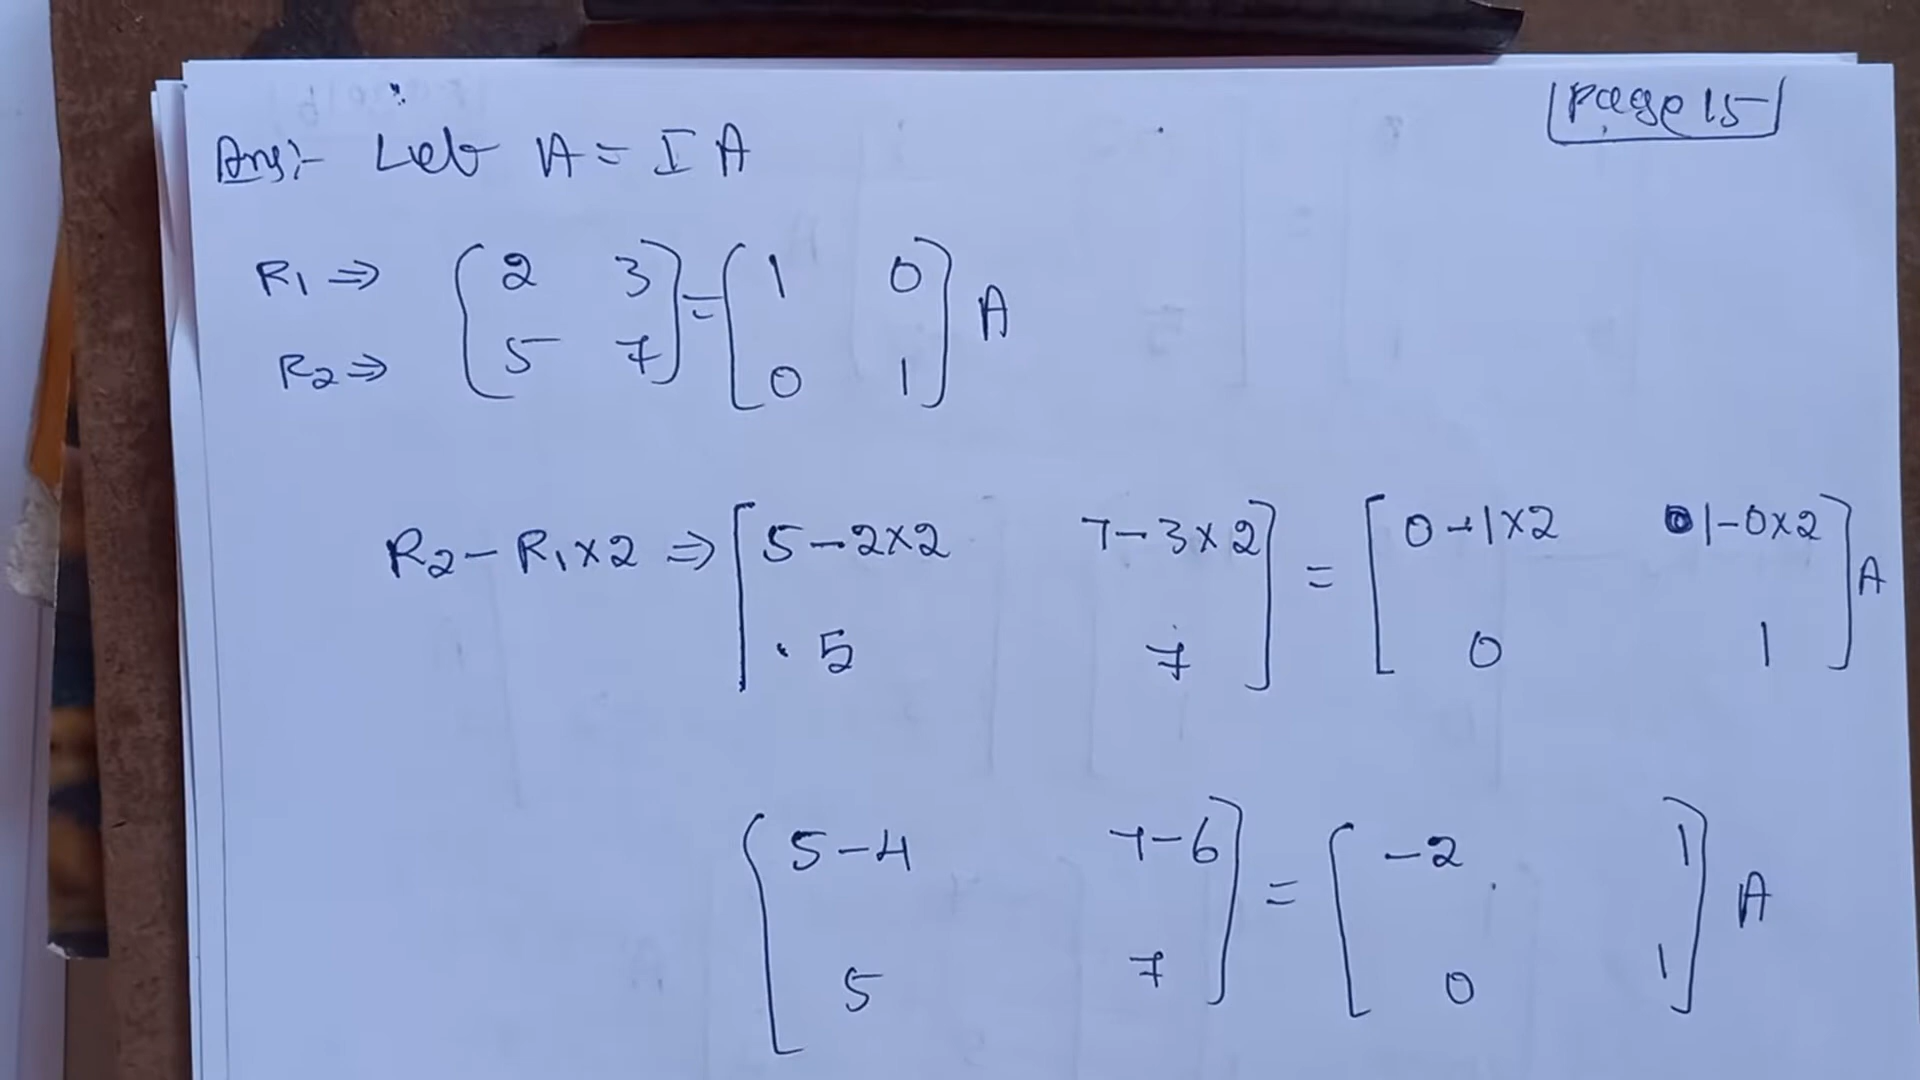 Page 15
Ans:- Let A = I A
R1 ⇒ [2 3] = [1 0] A
R2 ⇒ [5 7] [0 1]
R2 - R1 × 2 ⇒ [5-2×2 7-3×2] = [0-1×2 1-0×2] A
[5 7] [0 1]
[5-4 7-6] = [-2 1] A
[5 7] [0 1]